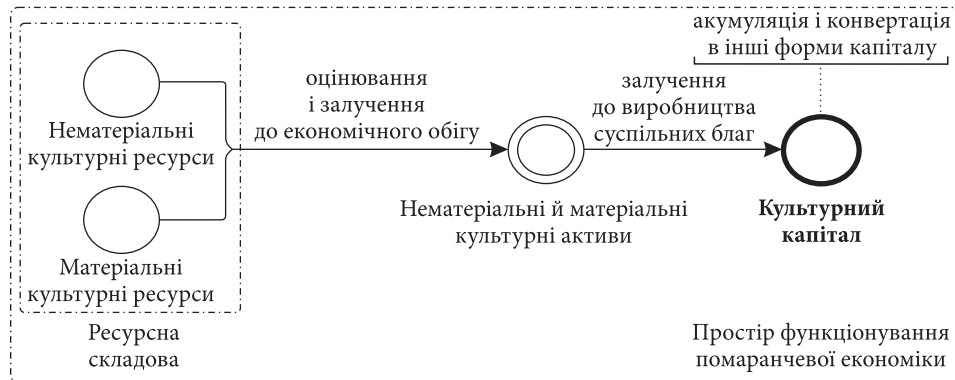 акумуляція і конвертація
в інші форми капіталу
оцінювання
і залучення
до економічного обігу
залучення
до виробництва
суспільних благ
Нематеріальні
культурні ресурси
Нематеріальні й матеріальні
культурні активи
Культурний
капітал
Матеріальні
культурні ресурси
Ресурсна
складова
Простір функціонування
помаранчевої економіки